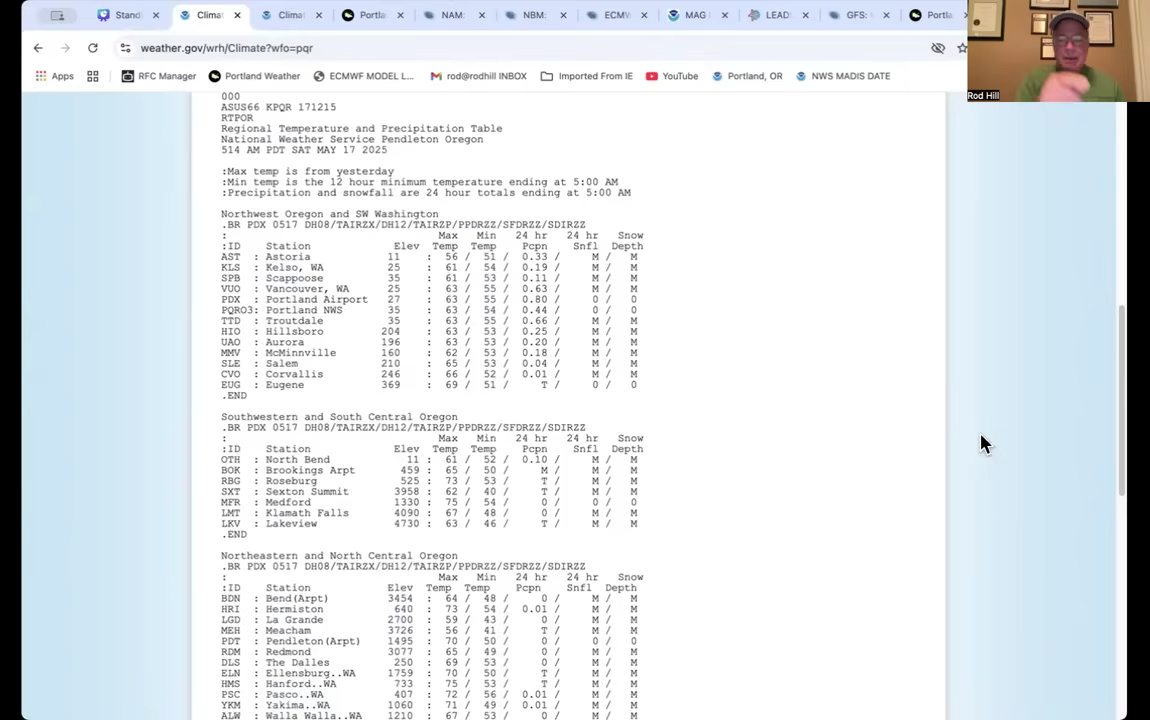 Stand
Climat
Climat
Portla
NAM:
NBM:
ECMW
MAG
LEADS
GFS:
Portla
weather.gov/wrh/Climate?wfo=pqr
Apps
RFC Manager
Portland Weather
ECMWF MODEL L...
rod@rodhill INBOX
Imported From IE
YouTube
Portland, OR
NWS MADIS DATE
Rod Hill
000
ASUS66 KPQR 171215
RTPOR
Regional Temperature and Precipitation Table
National Weather Service Pendleton Oregon
514 AM PDT SAT MAY 17 2025
:Max temp is from yesterday
:Min temp is the 12 hour minimum temperature ending at 5:00 AM
:Precipitation and snowfall are 24 hour totals ending at 5:00 AM
Northwest Oregon and SW Washington
.BR PDX 0517 DH08/TAIRZX/DH12/TAIRZP/PPDRZZ/SFDRZZ/SDIRZZ
: Max Min 24 hr 24 hr Snow
:ID Station Elev Temp Temp Pcpn Snfl Depth
AST : Astoria 11 : 56 / 51 / 0.33 / M / M
KLS : Kelso, WA 25 : 61 / 54 / 0.19 / M / M
SPB : Scappoose 35 : 61 / 53 / 0.11 / M / M
VUO : Vancouver, WA 25 : 63 / 55 / 0.63 / M / M
PDX : Portland Airport 27 : 63 / 55 / 0.80 / 0 / 0
PQRO3: Portland NWS 35 : 63 / 54 / 0.44 / 0 / 0
TTD : Troutdale 35 : 63 / 55 / 0.66 / M / M
HIO : Hillsboro 204 : 63 / 53 / 0.25 / M / M
UAO : Aurora 196 : 63 / 53 / 0.20 / M / M
MMV : McMinnville 160 : 62 / 53 / 0.18 / M / M
SLE : Salem 210 : 65 / 53 / 0.04 / M / M
CVO : Corvallis 246 : 66 / 52 / 0.01 / M / M
EUG : Eugene 369 : 69 / 51 / T / 0 / 0
.END
Southwestern and South Central Oregon
.BR PDX 0517 DH08/TAIRZX/DH12/TAIRZP/PPDRZZ/SFDRZZ/SDIRZZ
: Max Min 24 hr 24 hr Snow
:ID Station Elev Temp Temp Pcpn Snfl Depth
OTH : North Bend 11 : 61 / 52 / 0.10 / M / M
BOK : Brookings Arpt 459 : 65 / 50 / M / M / M
RBG : Roseburg 525 : 73 / 53 / T / M / M
SXT : Sexton Summit 3958 : 62 / 40 / T / M / M
MFR : Medford 1330 : 75 / 54 / 0 / 0 / 0
LMT : Klamath Falls 4090 : 67 / 48 / 0 / M / M
LKV : Lakeview 4730 : 63 / 46 / T / M / M
.END
Northeastern and North Central Oregon
.BR PDX 0517 DH08/TAIRZX/DH12/TAIRZP/PPDRZZ/SFDRZZ/SDIRZZ
: Max Min 24 hr 24 hr Snow
:ID Station Elev Temp Temp Pcpn Snfl Depth
BDN : Bend(Arpt) 3454 : 64 / 48 / 0 / M / M
HRI : Hermiston 640 : 73 / 54 / 0.01 / M / M
LGD : La Grande 2700 : 59 / 43 / 0 / M / M
MEH : Meacham 3726 : 56 / 41 / T / M / M
PDT : Pendleton(Arpt) 1495 : 70 / 50 / 0 / 0 / 0
RDM : Redmond 3077 : 65 / 49 / 0 / M / M
DLS : The Dalles 250 : 69 / 53 / 0 / M / M
ELN : Ellensburg..WA 1759 : 70 / 50 / T / M / M
HMS : Hanford..WA 733 : 75 / 53 / T / M / M
PSC : Pasco..WA 407 : 72 / 56 / 0.01 / M / M
YKM : Yakima..WA 1060 : 71 / 49 / 0.01 / M / M
ALW : Walla Walla..WA 1210 : 67 / 53 / 0 / M / M